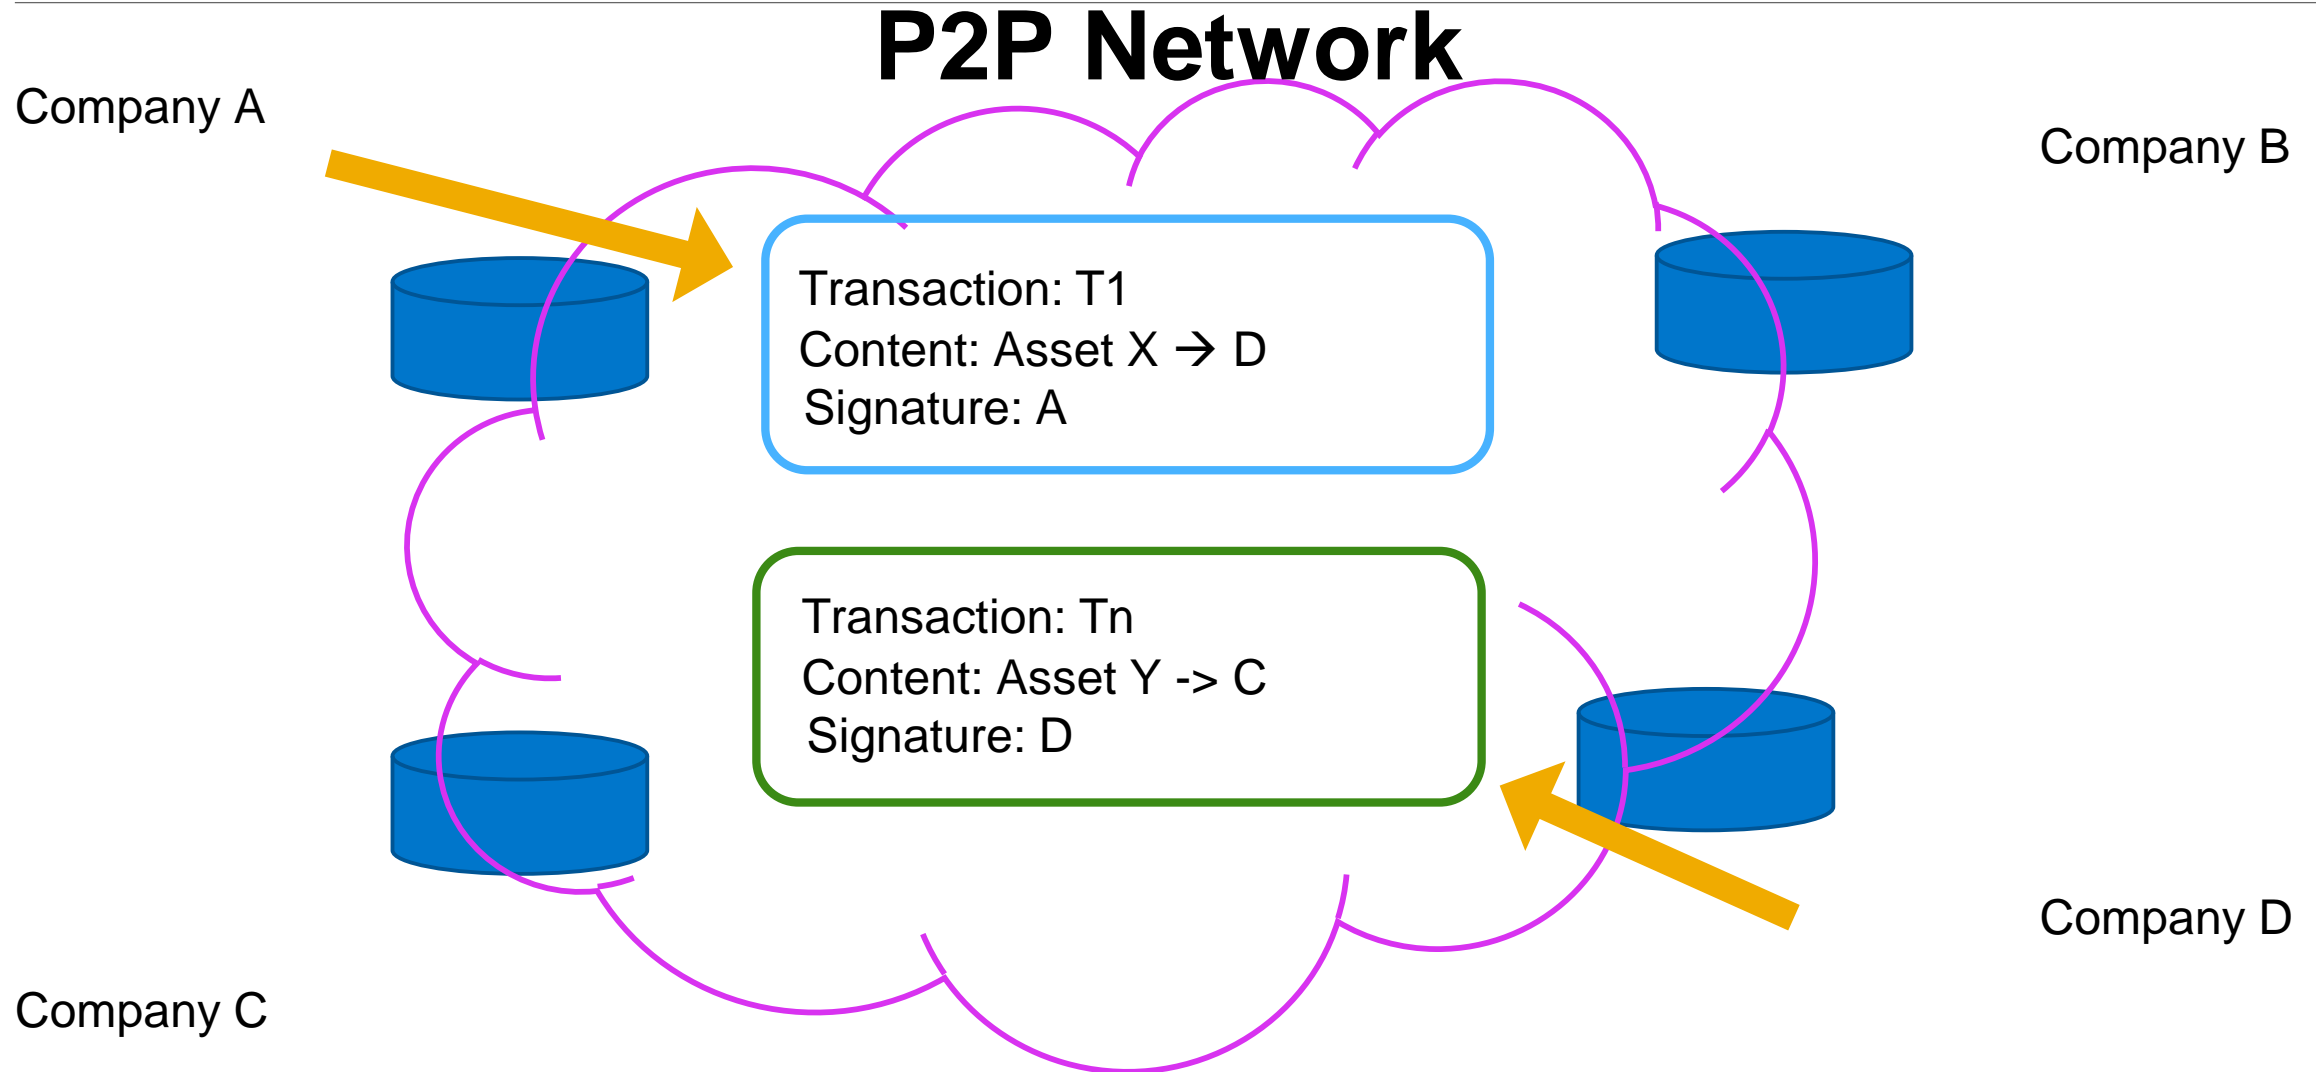 P2P Network
Company A
Company B
Transaction: T1
Content: Asset X → D
Signature: A
Transaction: Tn
Content: Asset Y -> C
Signature: D
Company D
Company C